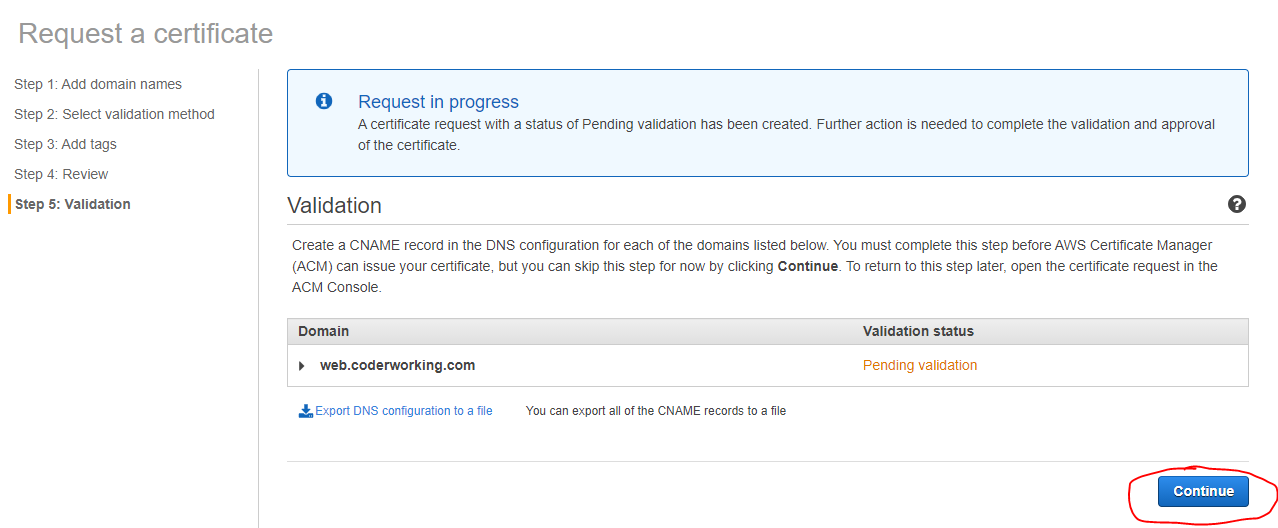 Request a certificate
Step 1: Add domain names
Step 2: Select validation method
Step 3: Add tags
Step 4: Review
Step 5: Validation
Request in progress
A certificate request with a status of Pending validation has been created. Further action is needed to complete the validation and approval
of the certificate.
Validation
Create a CNAME record in the DNS configuration for each of the domains listed below. You must complete this step before AWS Certificate Manager
(ACM) can issue your certificate, but you can skip this step for now by clicking Continue. To return to this step later, open the certificate request in the
ACM Console.
Domain Validation status
web.coderworking.com Pending validation
Export DNS configuration to a file You can export all of the CNAME records to a file
Continue